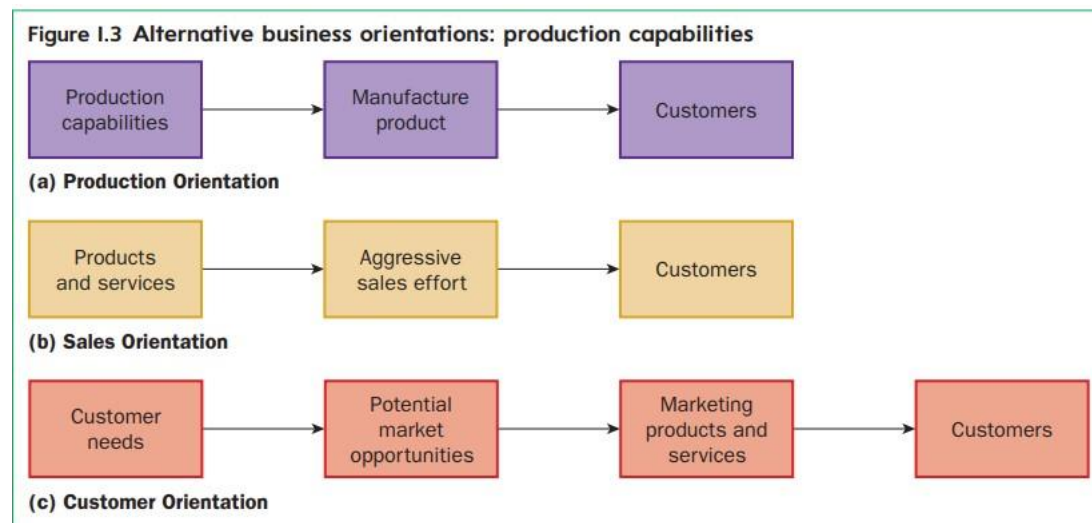 Figure 1.3 Alternative business orientations: production capabilities
Production
capabilities
Manufacture
product
Customers
(a) Production Orientation
Products
and services
Aggressive
sales effort
Customers
(b) Sales Orientation
Customer
needs
Potential
market
opportunities
Marketing
products and
services
Customers
(c) Customer Orientation